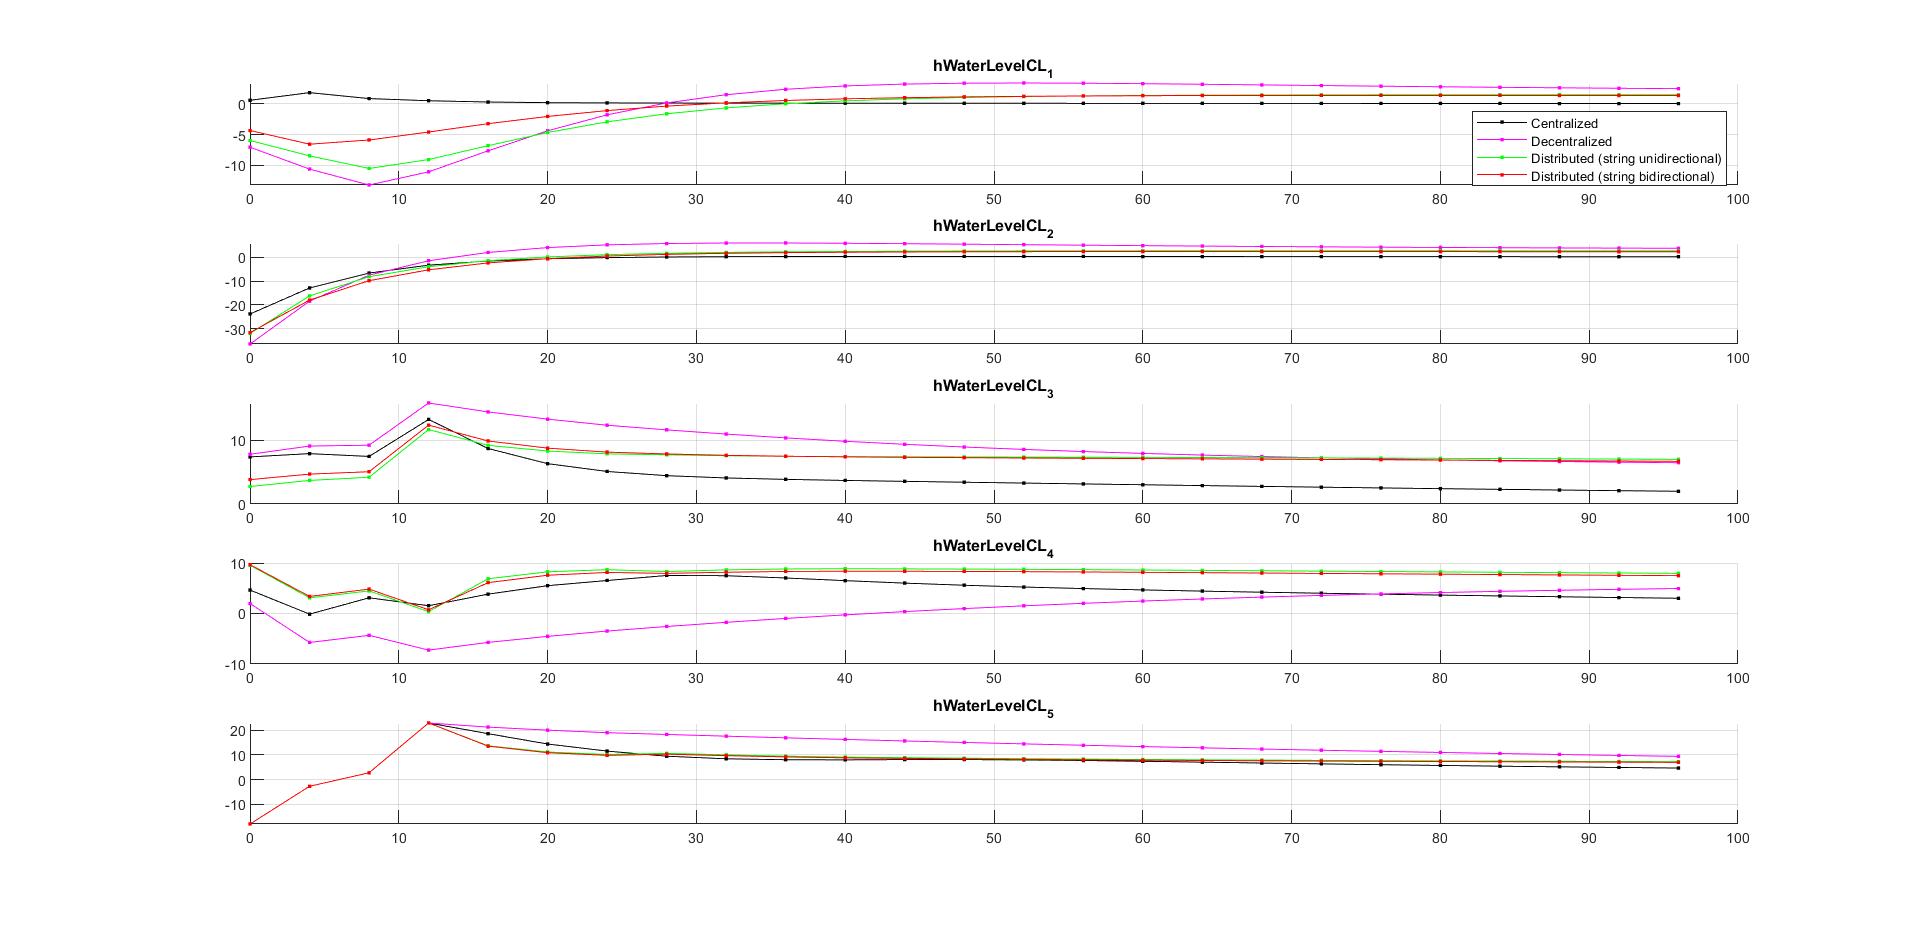 hWaterLevelCL1
0
-5
-10
0 10 20 30 40 50 60 70 80 90 100
Centralized
Decentralized
Distributed (string unidirectional)
Distributed (string bidirectional)
hWaterLevelCL2
0
-10
-20
-30
0 10 20 30 40 50 60 70 80 90 100
hWaterLevelCL3
10
0
0 10 20 30 40 50 60 70 80 90 100
hWaterLevelCL4
10
0
-10
0 10 20 30 40 50 60 70 80 90 100
hWaterLevelCL5
20
10
0
-10
0 10 20 30 40 50 60 70 80 90 100